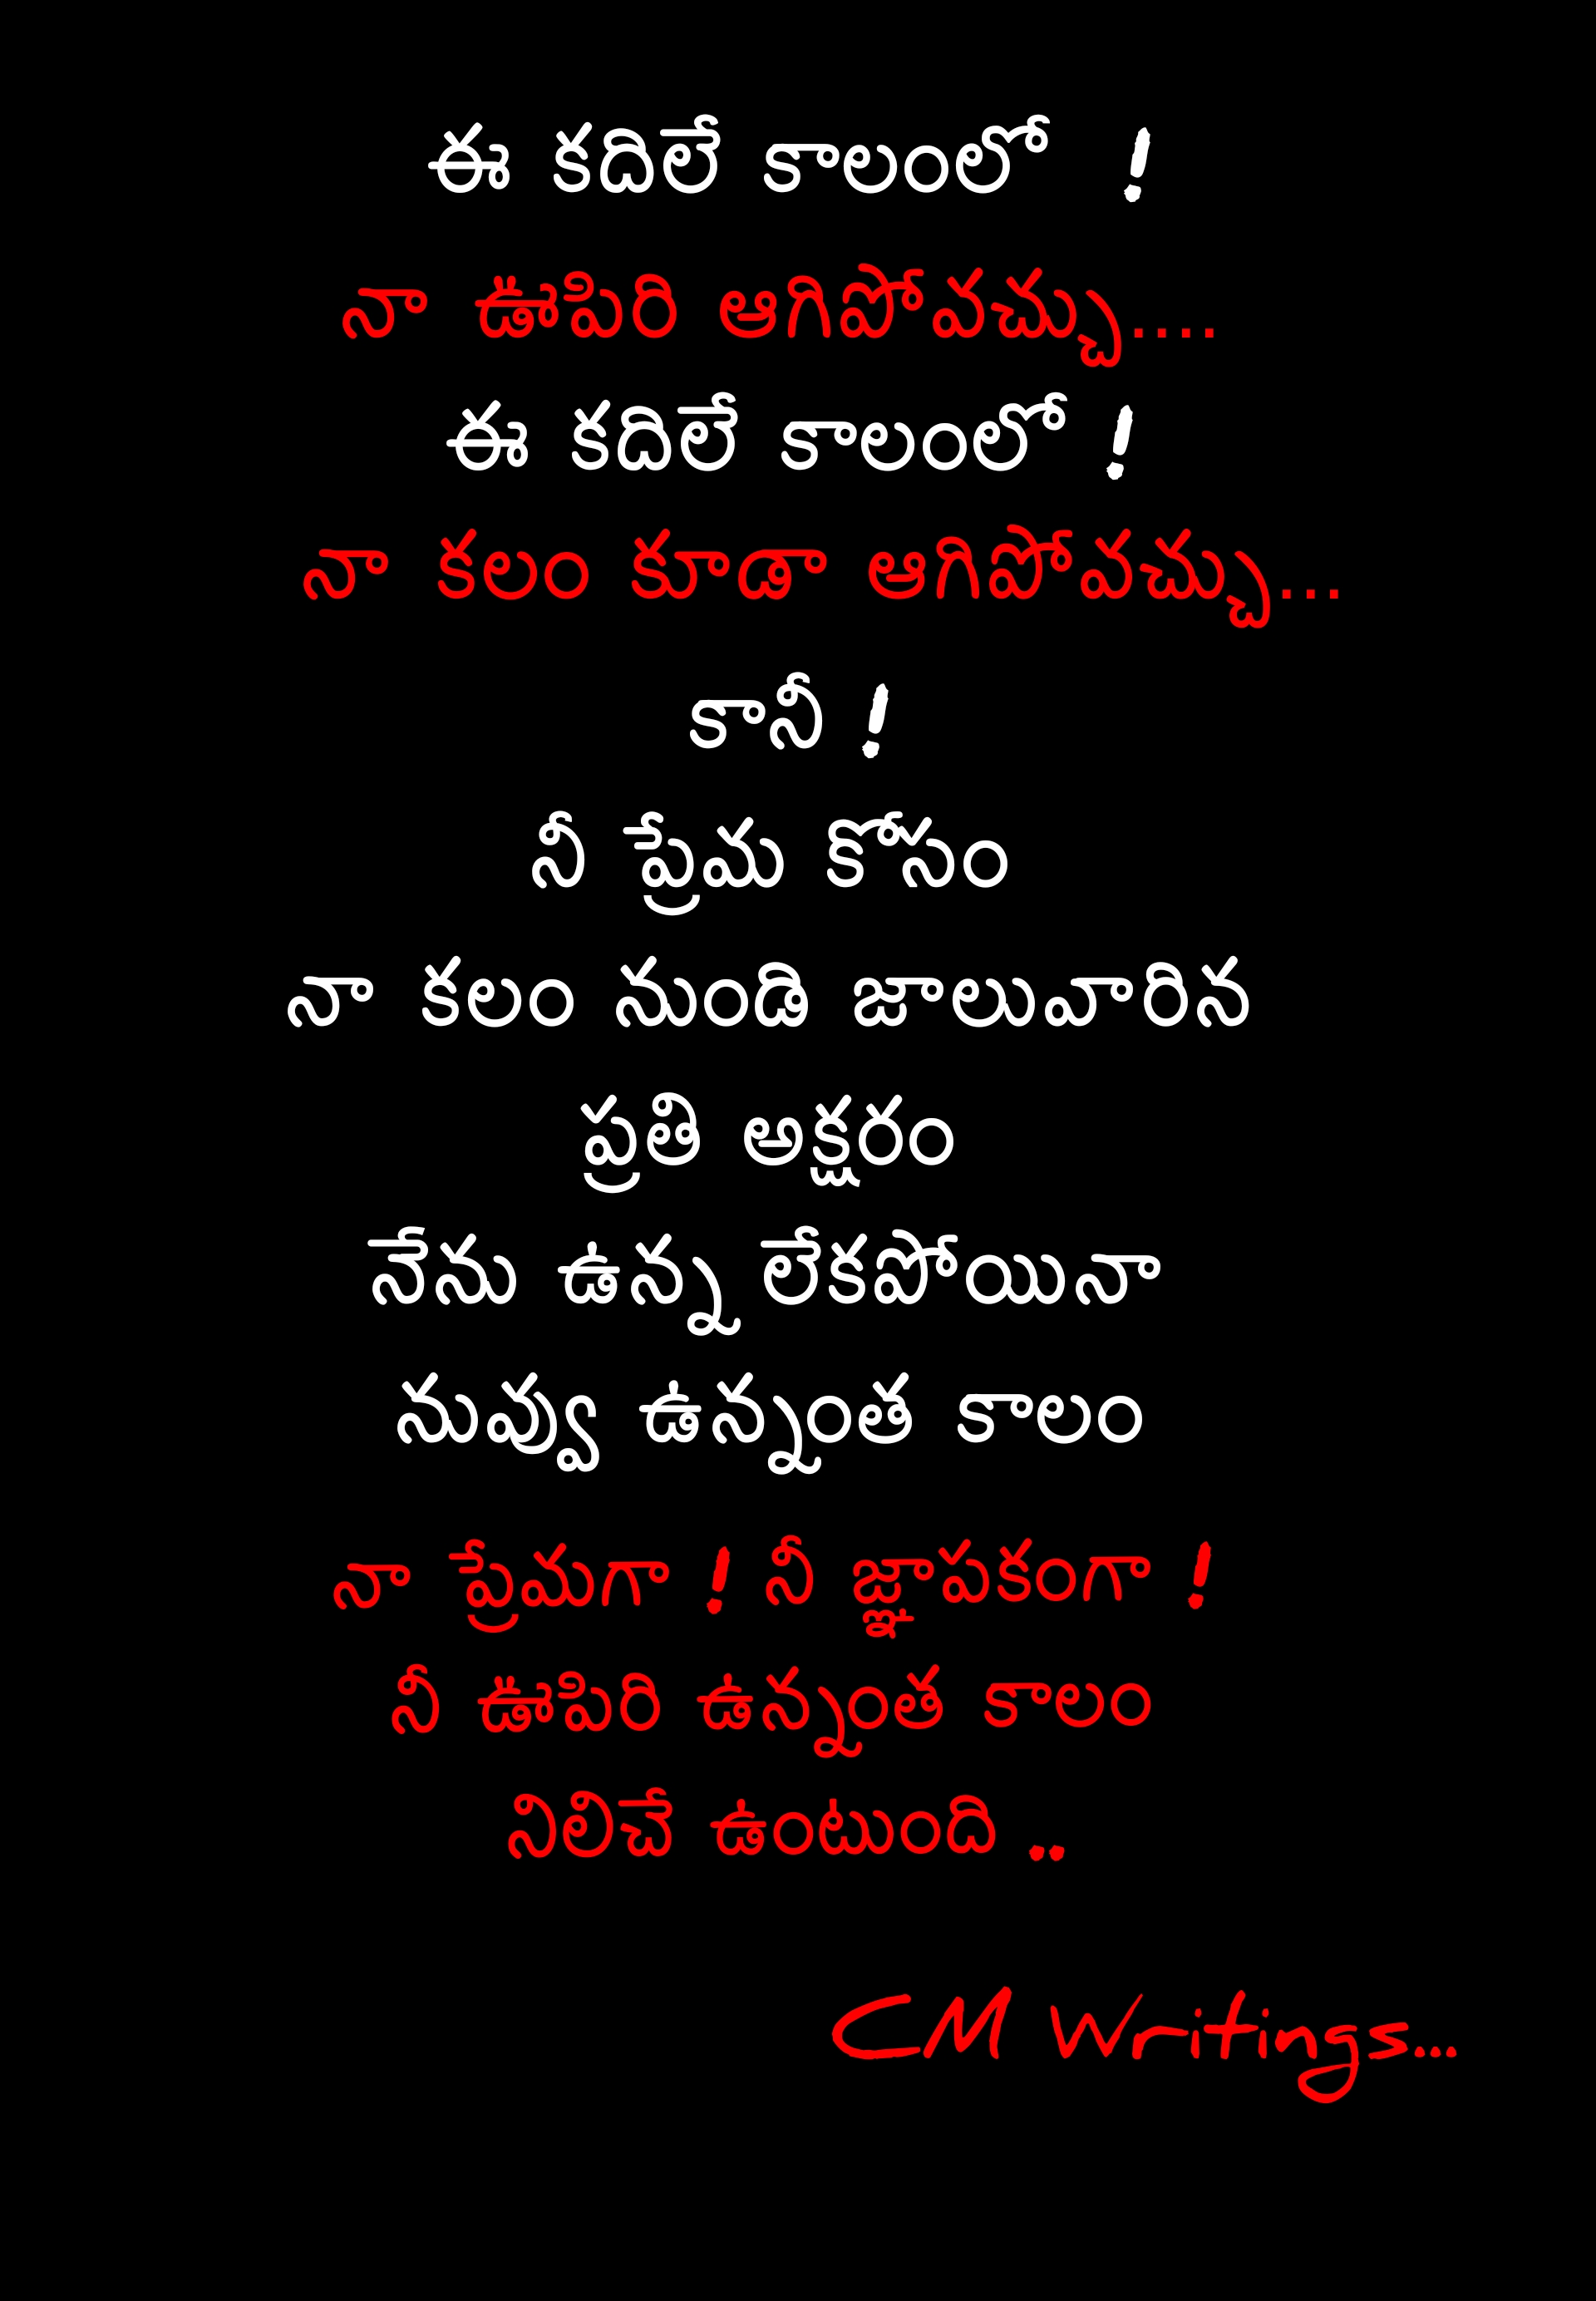 ఈ కదిలే కాలంలో !
నా ఊపిరి ఆగిపోవచ్చు....
ఈ కదిలే కాలంలో !
నా కలం కూడా ఆగిపోవచ్చు...
కానీ !
నీ ప్రేమ కోసం
నా కలం నుండి జాలువారిన
ప్రతి అక్షరం
నేను ఉన్న లేకపోయినా
నువ్వు ఉన్నంత కాలం
నా ప్రేమగా ! నీ జ్ఞాపకంగా !
నీ ఊపిరి ఉన్నంత కాలం
నిలిచే ఉంటుంది ..
CM Writings...